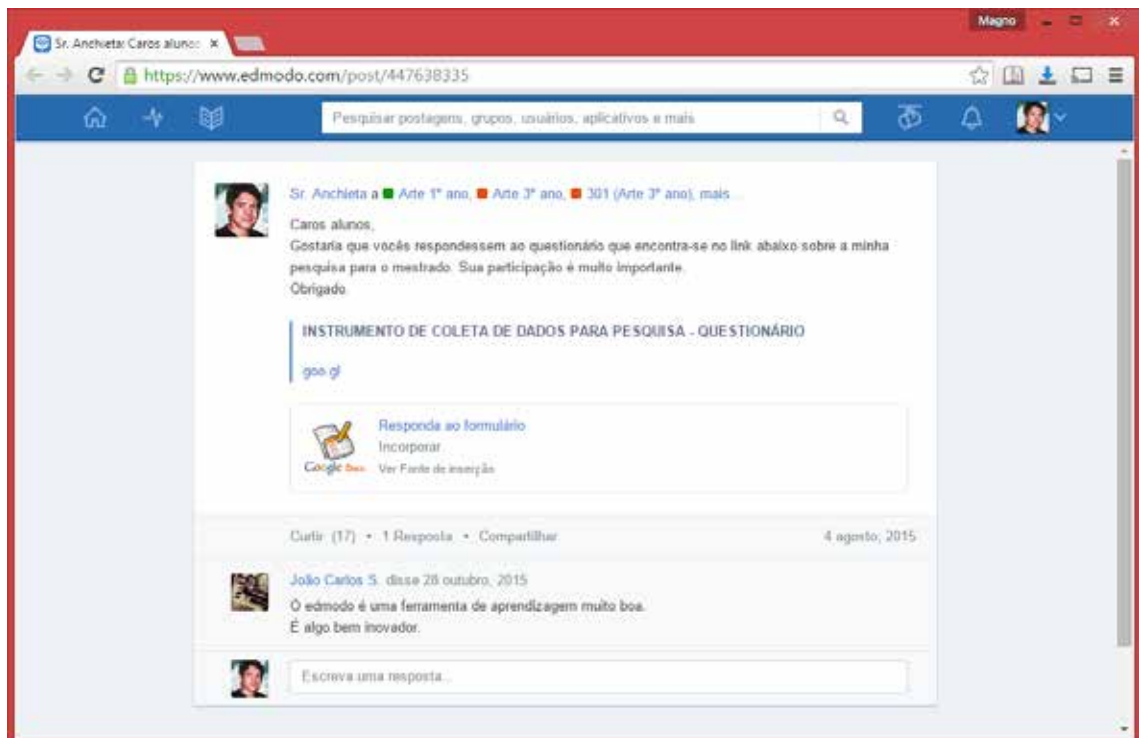 Magno
Sr. Anchieta: Caros aluno
https://www.edmodo.com/post/447638335
Pesquisar postagens, grupos, usuários, aplicativos e mais
Sr. Anchieta a Arte 1º ano, Arte 3º ano, 301 (Arte 3º ano), mais...
Caros alunos,
Gostaria que vocês respondessem ao questionário que encontra-se no link abaixo sobre a minha
pesquisa para o mestrado. Sua participação é muito importante.
Obrigado
INSTRUMENTO DE COLETA DE DADOS PARA PESQUISA - QUESTIONÁRIO
goo.gl
Responda ao formulário
Incorporar
Google Docs
Ver Fonte de inserção
Curtir (17) • 1 Resposta • Compartilhar
4 agosto, 2015
João Carlos S. disse 28 outubro, 2015
O edmodo é uma ferramenta de aprendizagem muito boa.
É algo bem inovador.
Escreva uma resposta...